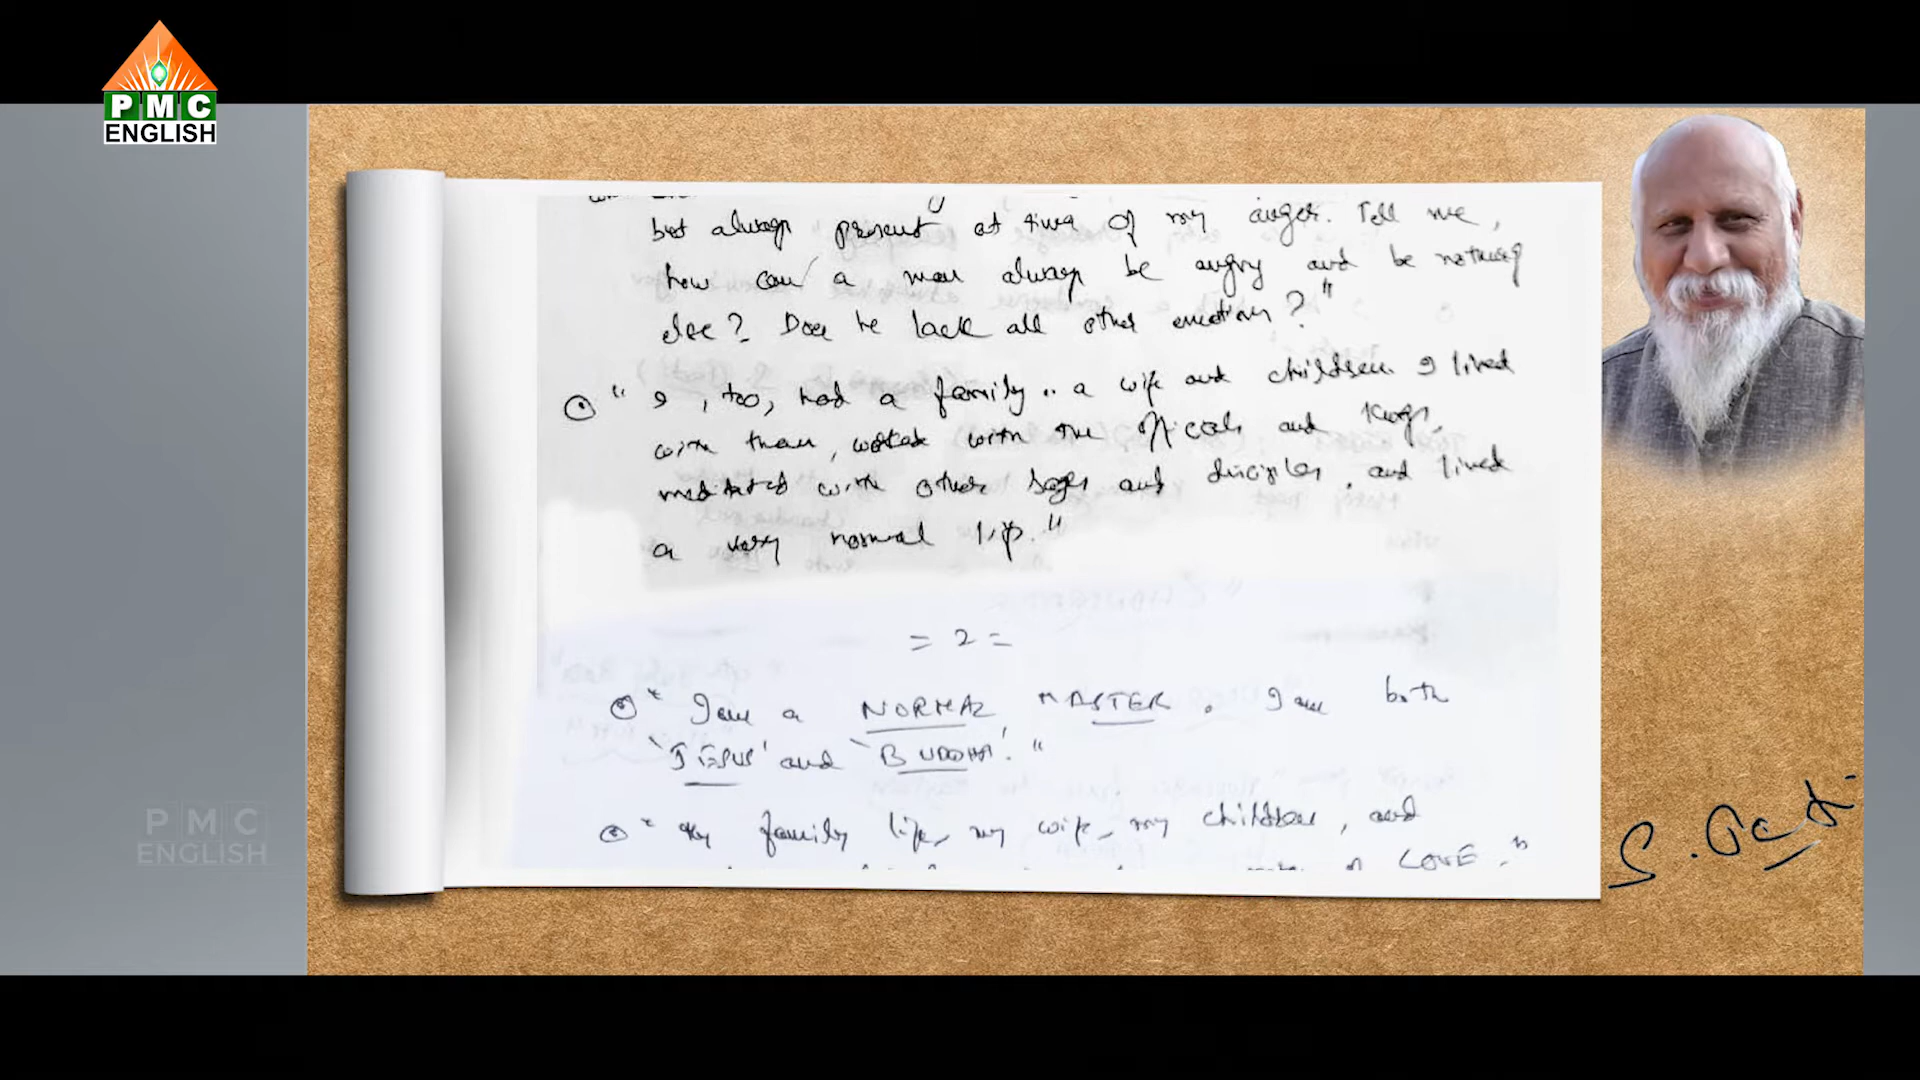 PMC
ENGLISH
but always present at times of my anger. Tell me,
how can a man always be angry and be nothing
else? Does he lack all other emotions?"
" I, too, had a family .. a wife and children. I lived
with them, worked with the officials and kings,
meditated with other sages and disciples, and lived
a very normal life."
= 2 =
" I am a NORMAL MASTER. I am both
'JESUS' and 'BUDDHA'."
" My family life, my wife, my children, and
LOVE."
PMC
ENGLISH